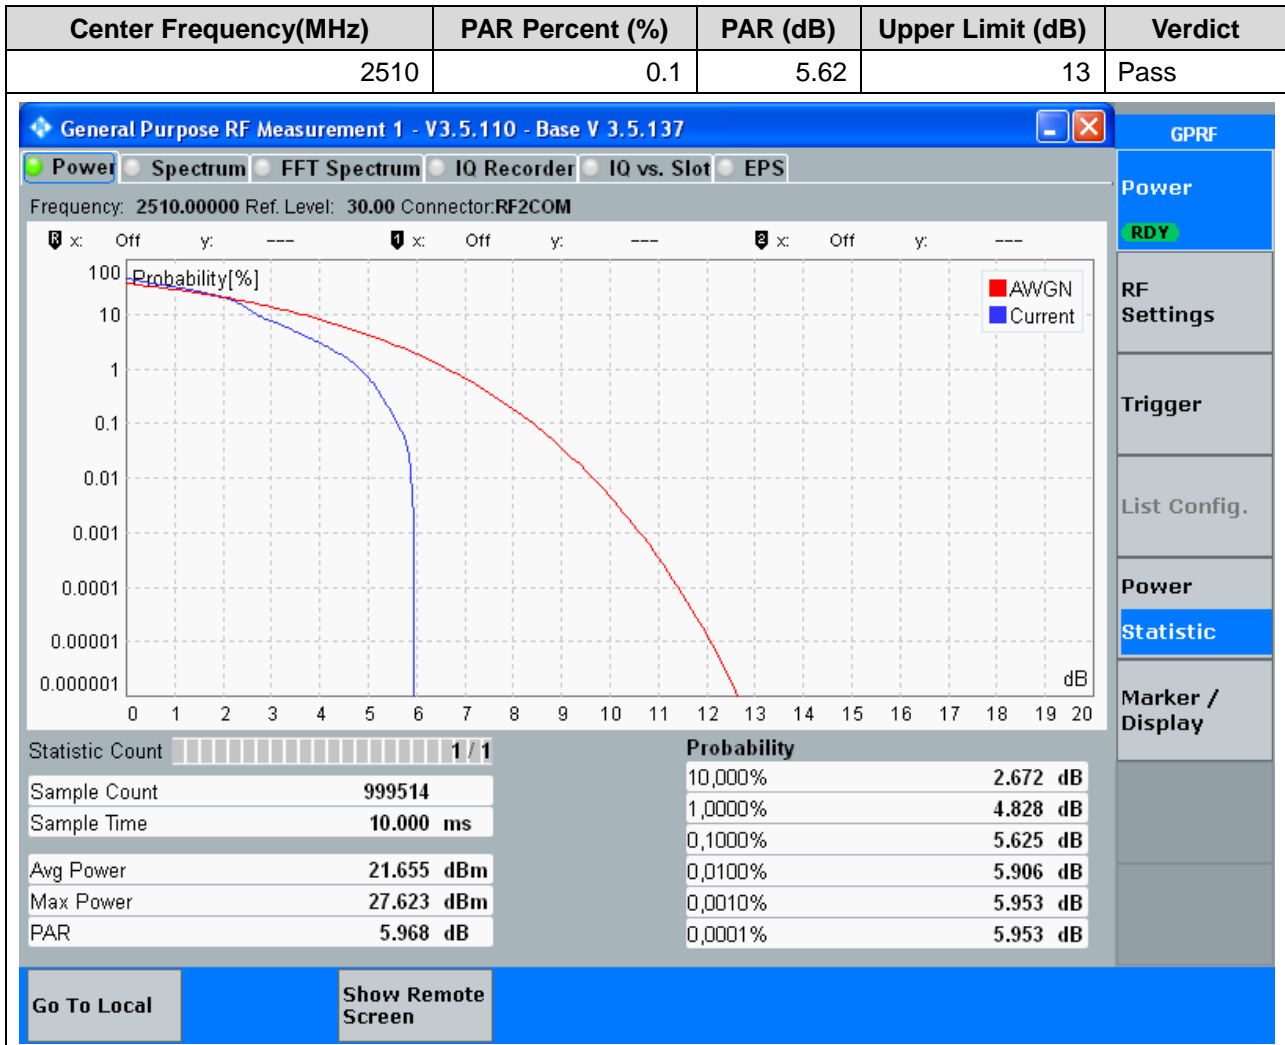 Center Frequency(MHz) PAR Percent (%) PAR (dB) Upper Limit (dB) Verdict
2510 0.1 5.62 13 Pass
General Purpose RF Measurement 1 - V3.5.110 - Base V 3.5.137
GPRF
Power Spectrum FFT Spectrum IQ Recorder IQ vs. Slot EPS
Power
RDY
Frequency: 2510.00000 Ref. Level: 30.00 Connector:RF2COM
R x: Off y: --- 1 x: Off y: --- 2 x: Off y: ---
Probability[%]
AWGN
Current
100
10
1
0.1
0.01
0.001
0.0001
0.00001
0.000001
dB
0 1 2 3 4 5 6 7 8 9 10 11 12 13 14 15 16 17 18 19 20
RF
Settings
Trigger
List Config.
Power
Statistic
Marker /
Display
Statistic Count 1 / 1
Sample Count 999514
Sample Time 10.000 ms
Avg Power 21.655 dBm
Max Power 27.623 dBm
PAR 5.968 dB
Probability
10,000% 2.672 dB
1,0000% 4.828 dB
0,1000% 5.625 dB
0,0100% 5.906 dB
0,0010% 5.953 dB
0,0001% 5.953 dB
Go To Local
Show Remote
Screen